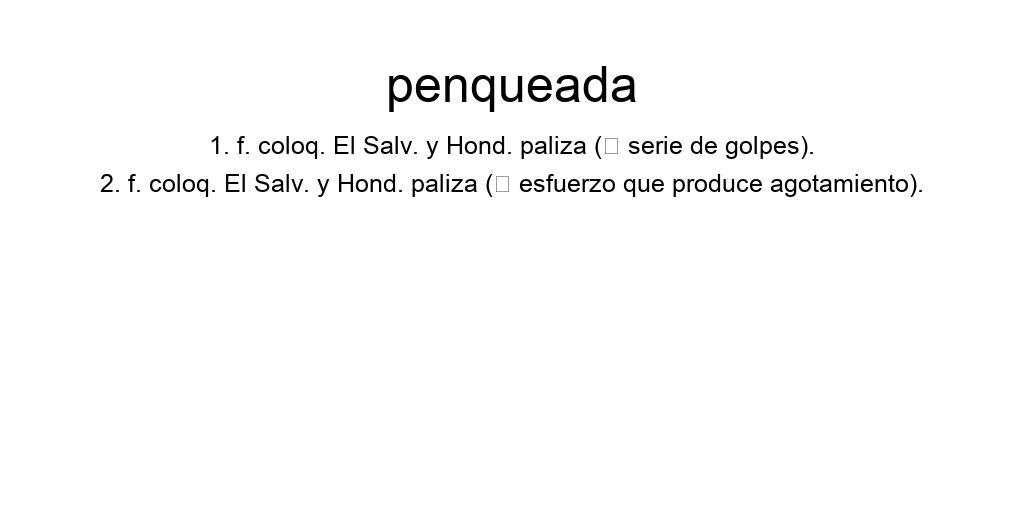 penqueada
1. f. coloq. El Salv. y Hond. paliza (□ serie de golpes).
2. f. coloq. El Salv. y Hond. paliza (□ esfuerzo que produce agotamiento).